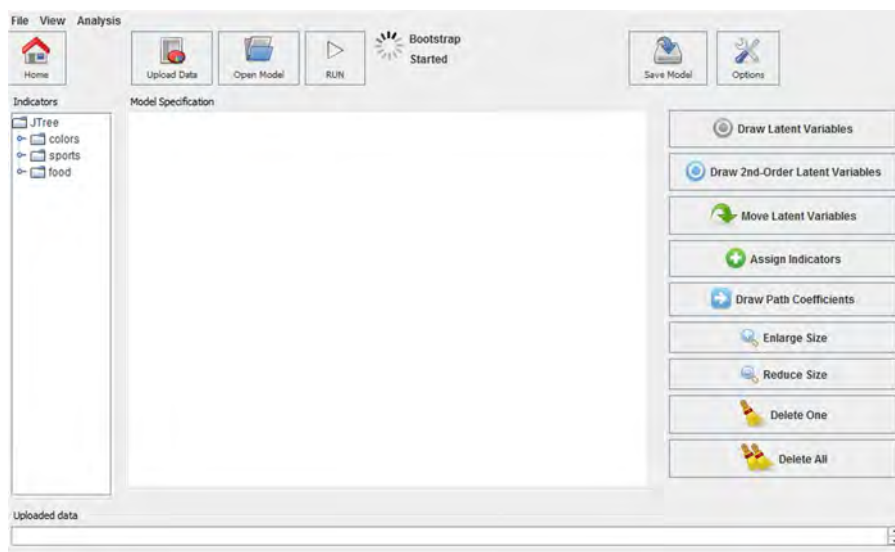 File View Analysis
Home
Upload Data
Open Model
RUN
Bootstrap
Started
Save Model
Options
Indicators
Model Specification
JTree
colors
sports
food
Draw Latent Variables
Draw 2nd-Order Latent Variables
Move Latent Variables
Assign Indicators
Draw Path Coefficients
Enlarge Size
Reduce Size
Delete One
Delete All
Uploaded data